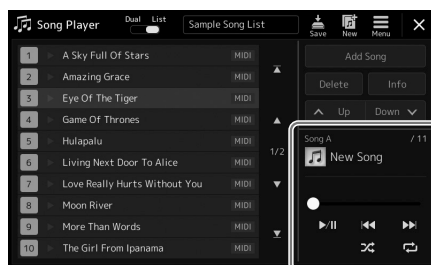 Song Player Dual List Sample Song List Save New Menu
1 A Sky Full Of Stars MIDI
2 Amazing Grace MIDI
3 Eye Of The Tiger MIDI
4 Game Of Thrones MIDI
5 Hulapalu MIDI
6 Living Next Door To Alice MIDI
7 Love Really Hurts Without You MIDI
8 Moon River MIDI
9 More Than Words MIDI
10 The Girl From Ipanama MIDI
1/2
Add Song
Delete Info
Up Down
Song A / 11
New Song